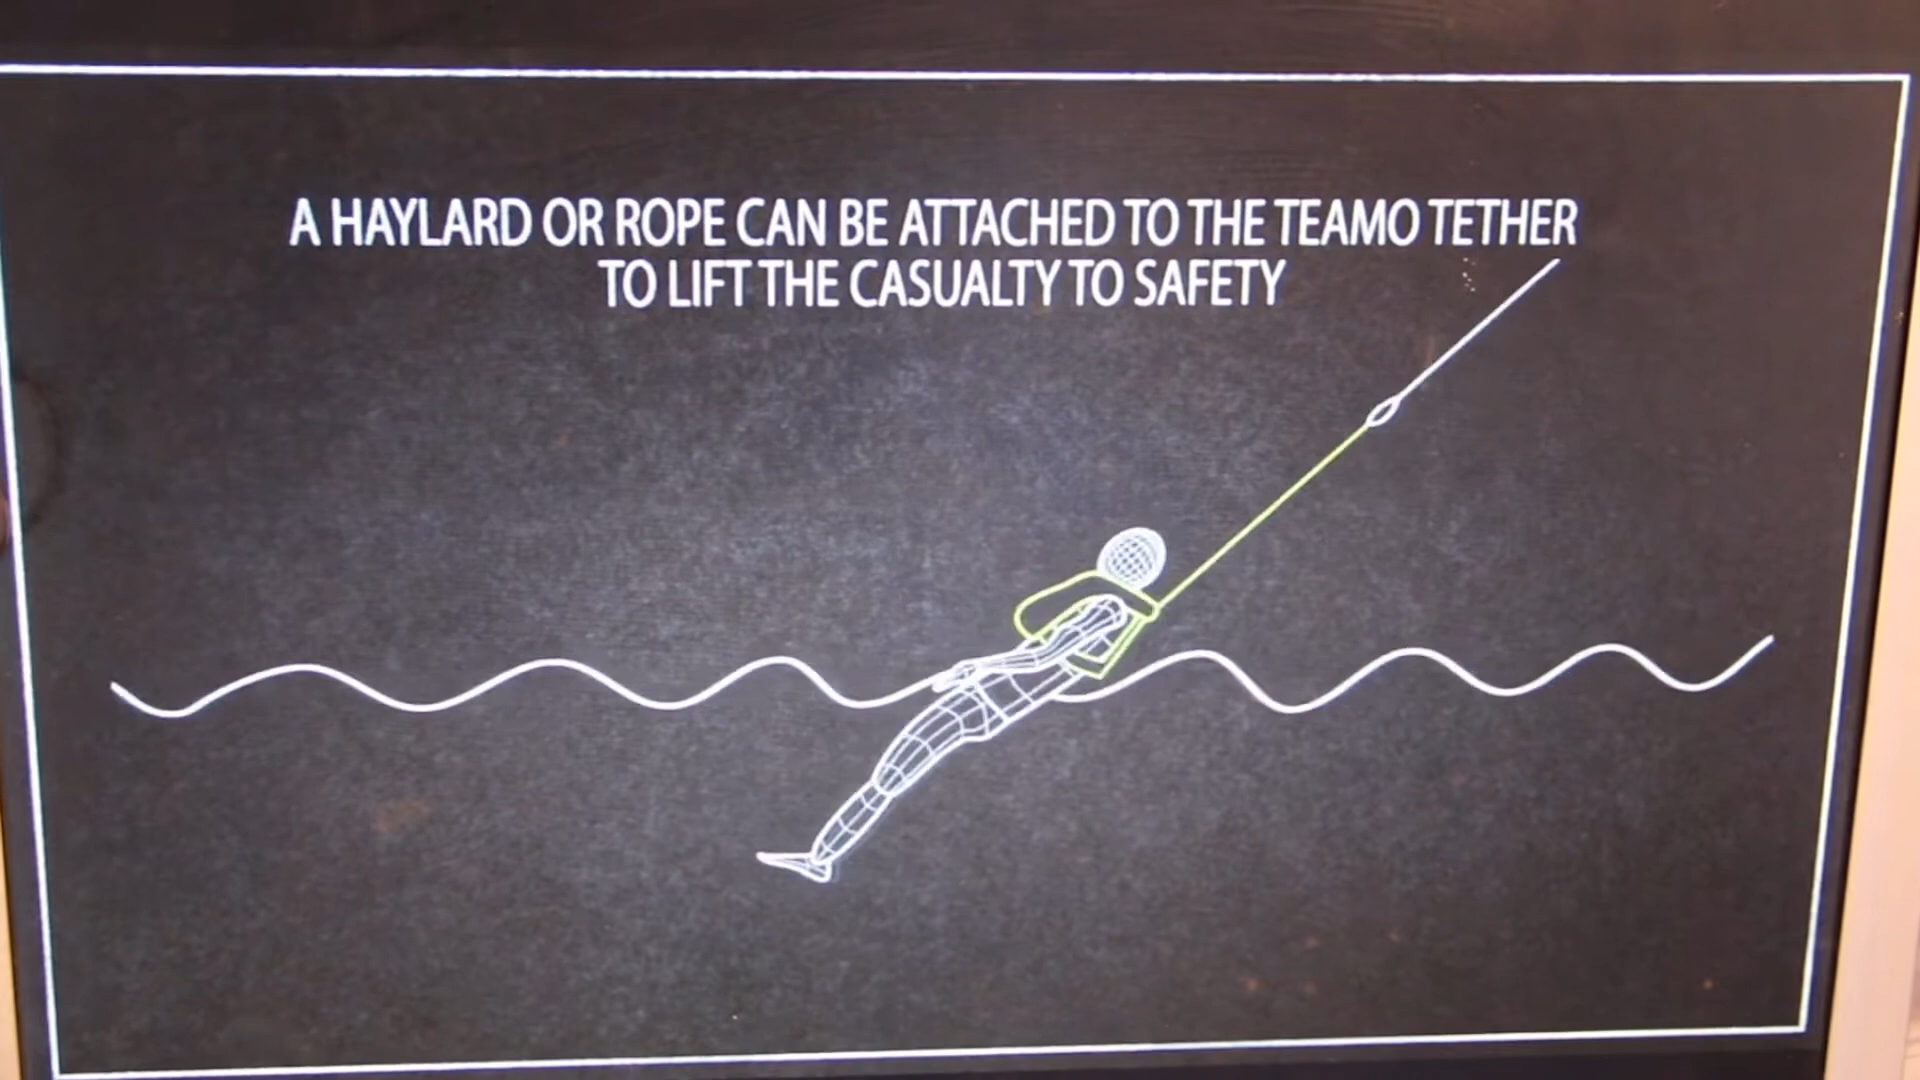 A HAYLARD OR ROPE CAN BE ATTACHED TO THE TEAMO TETHER
TO LIFT THE CASUALTY TO SAFETY